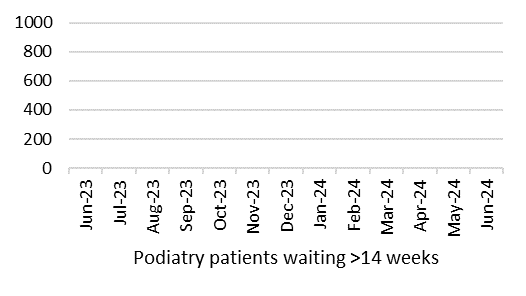 1000
800
600
400
200
0
Jun-23
Jul-23
Aug-23
Sep-23
Oct-23
Nov-23
Dec-23
Jan-24
Feb-24
Mar-24
Apr-24
May-24
Jun-24
Podiatry patients waiting >14 weeks